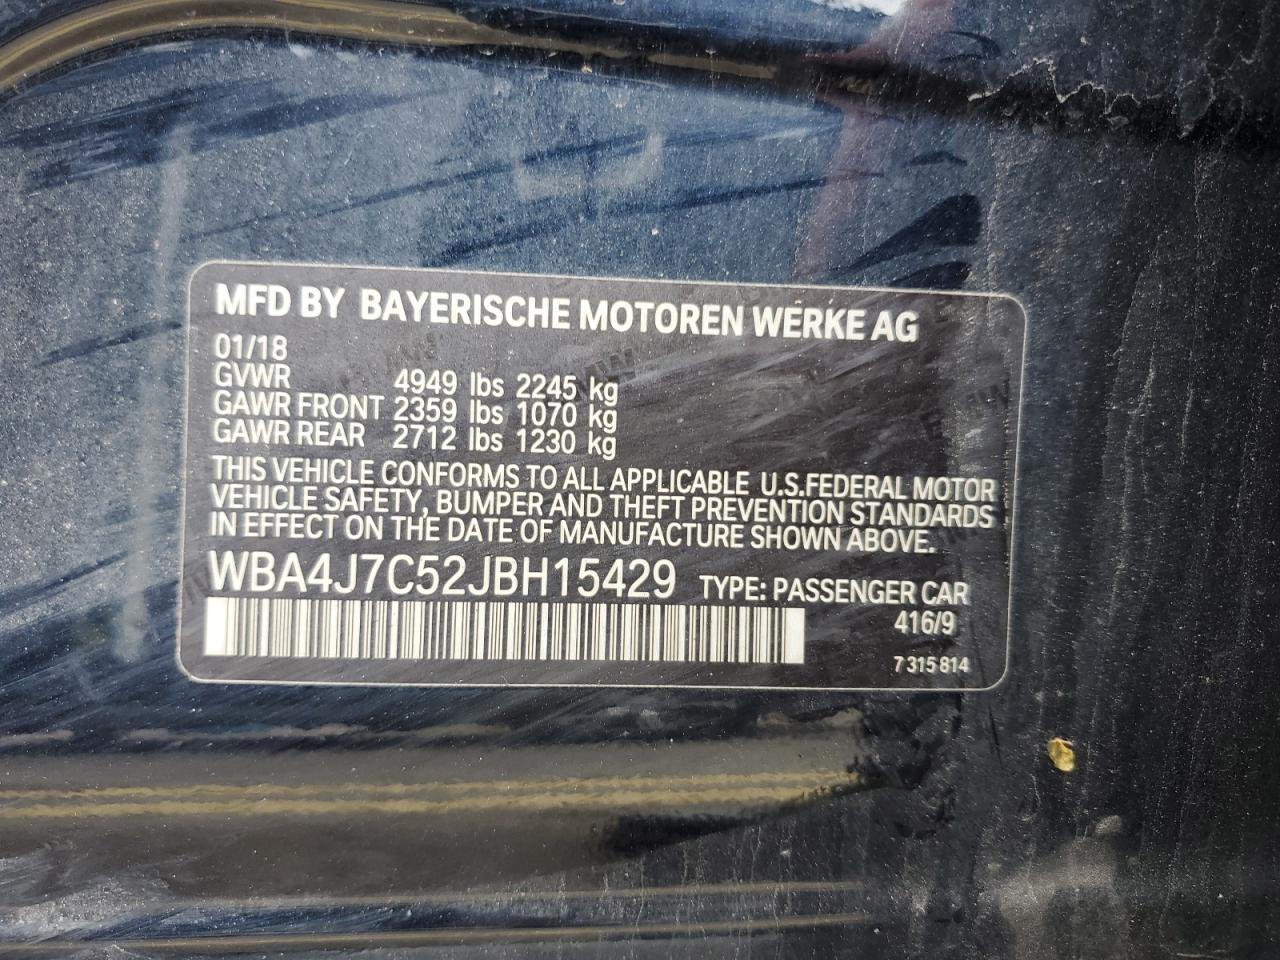 MFD BY BAYERISCHE MOTOREN WERKE AG
01/18
GVWR 4949 lbs 2245 kg
GAWR FRONT 2359 lbs 1070 kg
GAWR REAR 2712 lbs 1230 kg
THIS VEHICLE CONFORMS TO ALL APPLICABLE U.S.FEDERAL MOTOR
VEHICLE SAFETY, BUMPER AND THEFT PREVENTION STANDARDS
IN EFFECT ON THE DATE OF MANUFACTURE SHOWN ABOVE.
WBA4J7C52JBH15429 TYPE: PASSENGER CAR
416/9
7 315 814